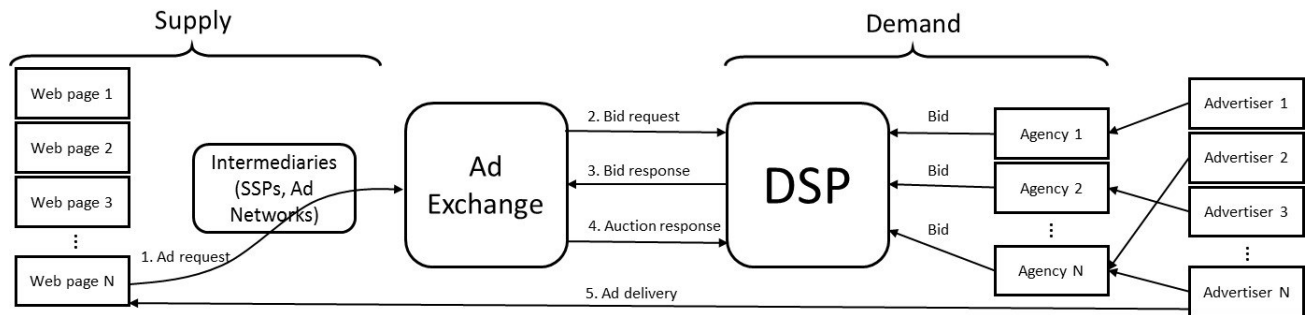 Supply
Demand
Web page 1
Web page 2
Web page 3
...
Web page N
Intermediaries
(SSPs, Ad
Networks)
1. Ad request
Ad
Exchange
2. Bid request
3. Bid response
4. Auction response
DSP
Bid
Bid
Bid
Agency 1
Agency 2
...
Agency N
Advertiser 1
Advertiser 2
Advertiser 3
...
Advertiser N
5. Ad delivery